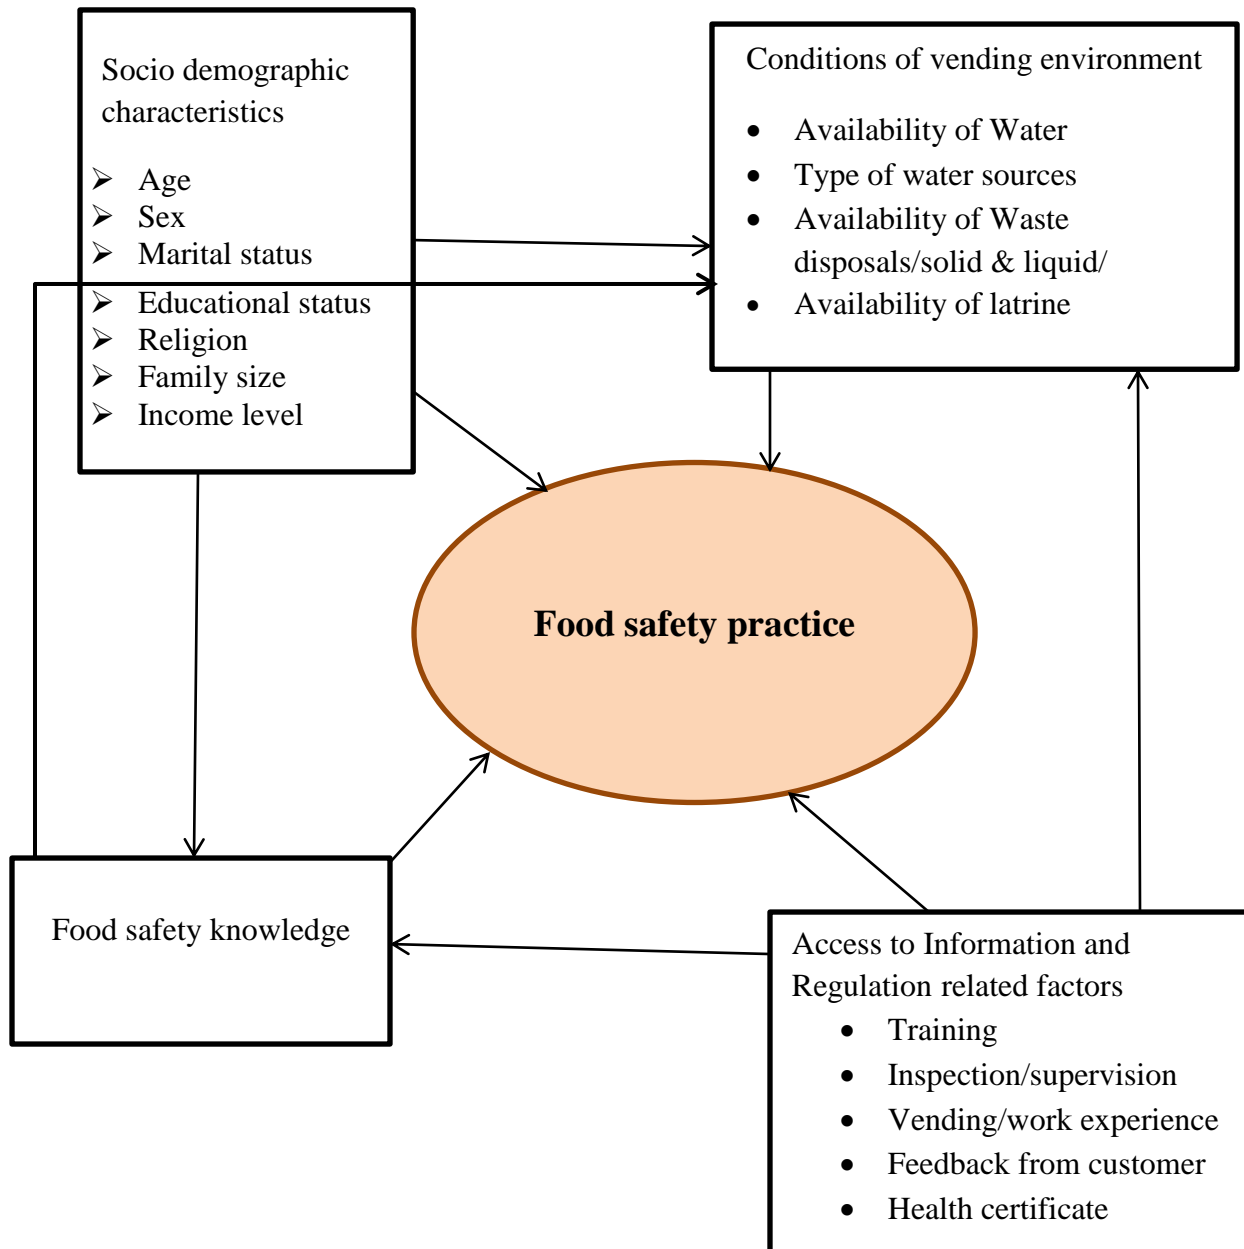 Socio demographic
characteristics
Age
Sex
Marital status
Educational status
Religion
Family size
Income level
Conditions of vending environment
Availability of Water
Type of water sources
Availability of Waste
disposals/solid & liquid/
Availability of latrine
Food safety practice
Food safety knowledge
Access to Information and
Regulation related factors
Training
Inspection/supervision
Vending/work experience
Feedback from customer
Health certificate